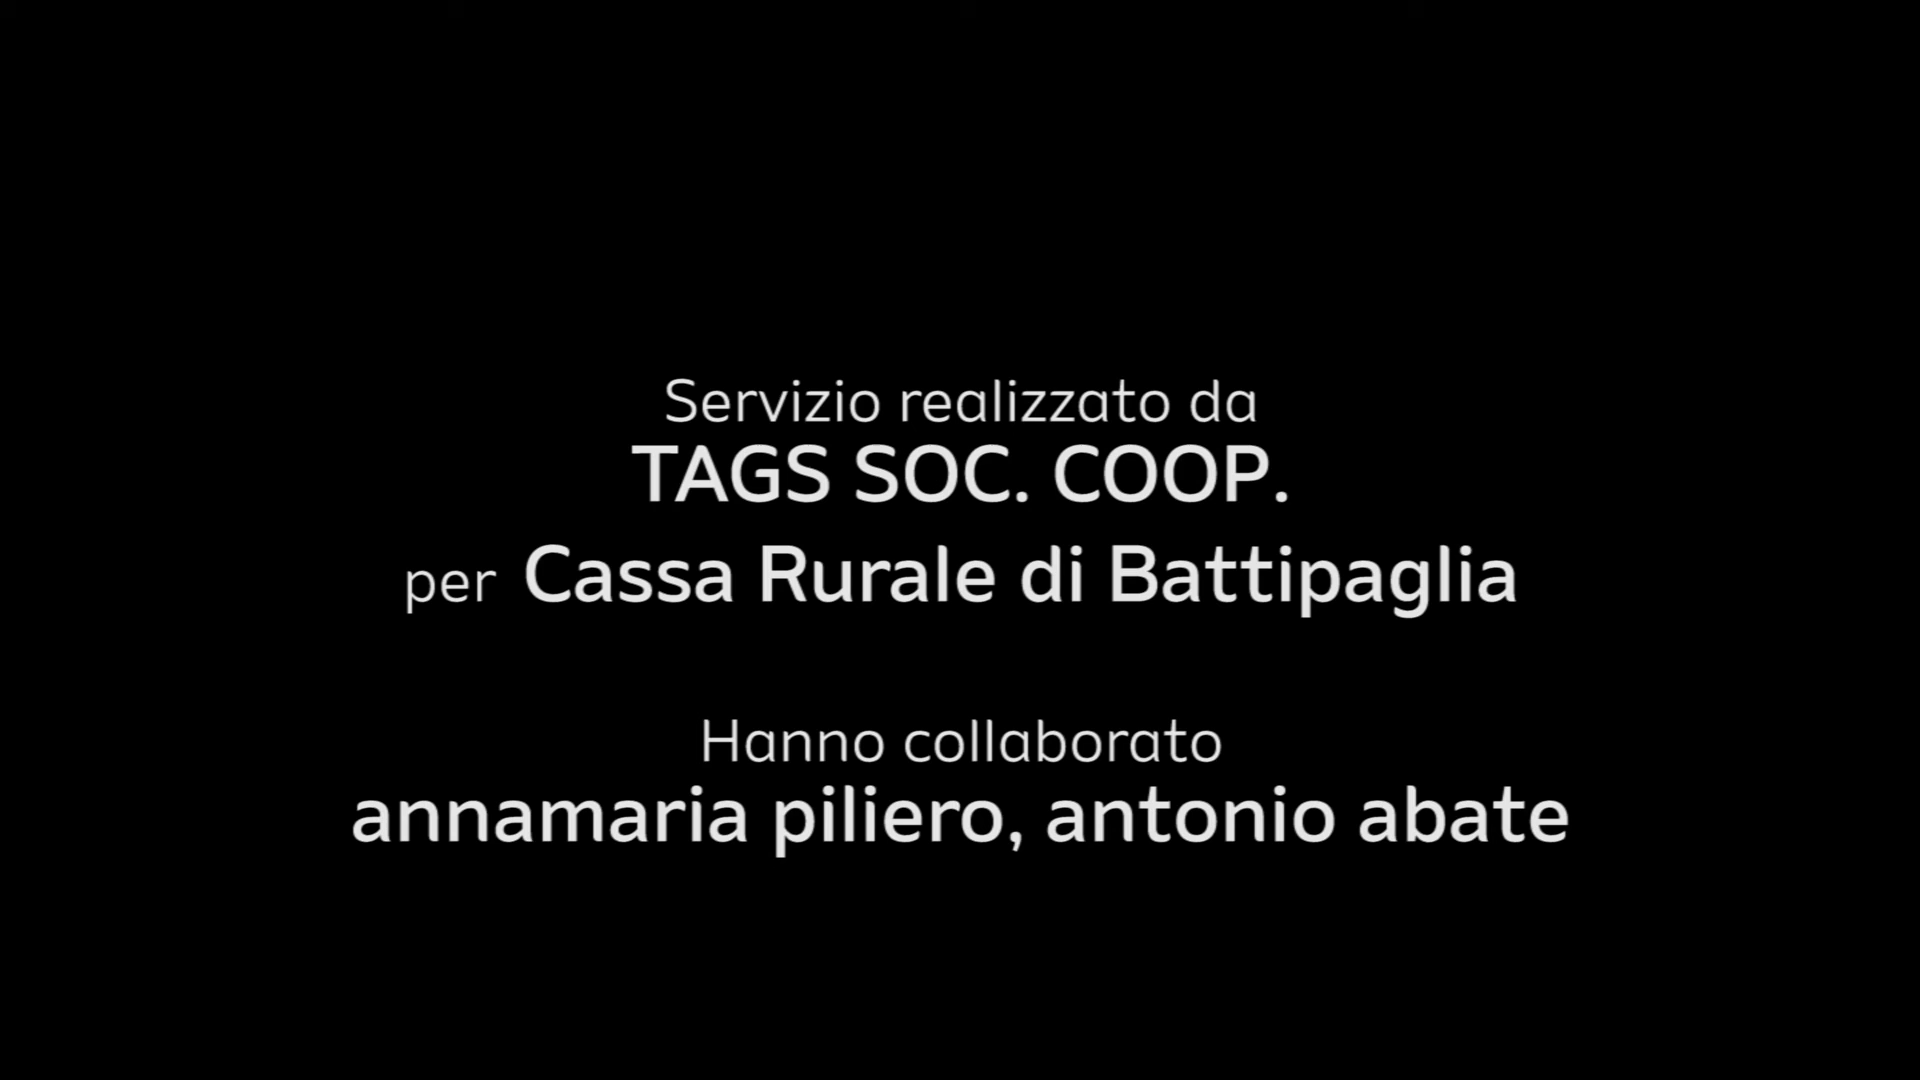 Servizio realizzato da
TAGS SOC. COOP.
per Cassa Rurale di Battipaglia
Hanno collaborato
annamaria piliero, antonio abate